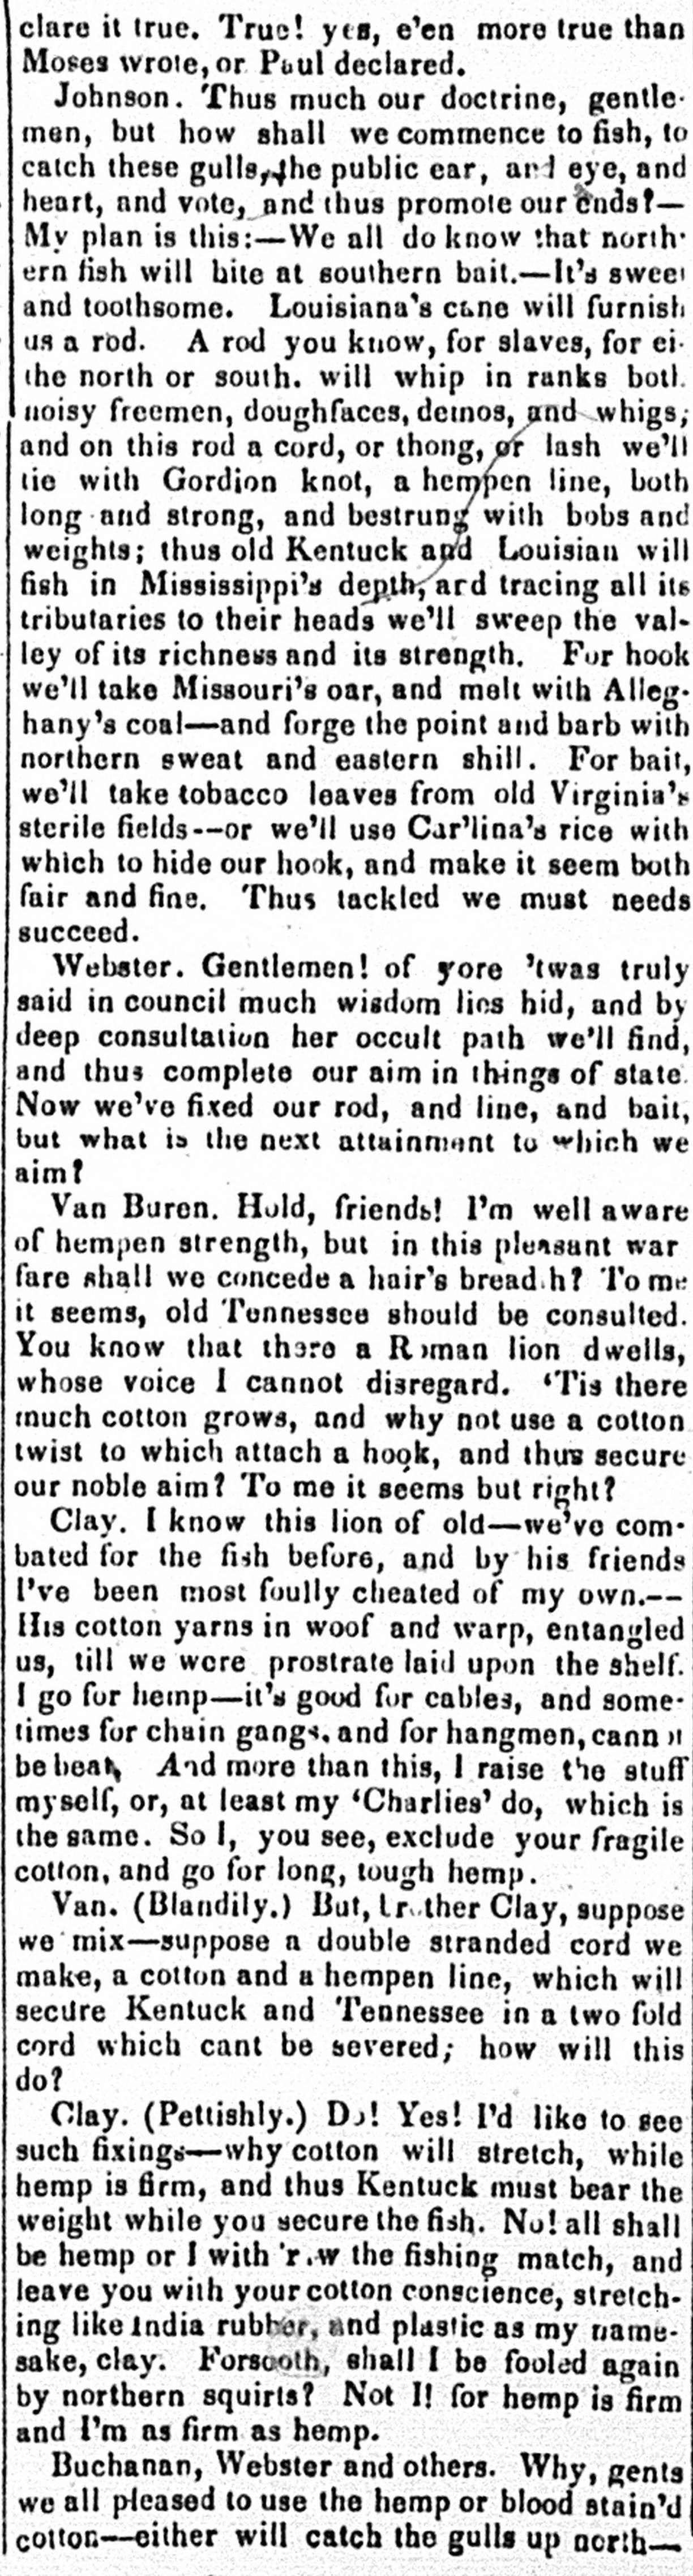 clare it true. True! yes, e'en more true than
Moses wrote, or Paul declared.
Johnson. Thus much our doctrine, gentle-
men, but how shall we commence to fish, to
catch these gulls, the public ear, and eye, and
heart, and vote, and thus promote our ends?—
My plan is this:—We all do know that north-
ern fish will bite at southern bait.—It's sweet
and toothsome. Louisiana's cane will furnish
us a rod. A rod you know, for slaves, for ei-
the north or south. will whip in ranks both
noisy freemen, doughfaces, demos, and whigs;
and on this rod a cord, or thong, or lash we'll
tie with Gordion knot, a hempen line, both
long and strong, and bestrung with bobs and
weights; thus old Kentuck and Louisian will
fish in Mississippi's depth, ard tracing all its
tributaries to their heads we'll sweep the val-
ley of its richness and its strength. For hook
we'll take Missouri's oar, and melt with Alleg-
hany's coal—and forge the point and barb with
northern sweat and eastern shill. For bait,
we'll take tobacco leaves from old Virginia's
sterile fields--or we'll use Car'lina's rice with
which to hide our hook, and make it seem both
fair and fine. Thus tackled we must needs
succeed.
Webster. Gentlemen! of yore 'twas truly
said in council much wisdom lies hid, and by
deep consultation her occult path we'll find,
and thus complete our aim in things of state.
Now we've fixed our rod, and line, and bait,
but what is the next attainment to which we
aim?
Van Buren. Hold, friends! I'm well aware
of hempen strength, but in this pleasant war
fare shall we concede a hair's breadth? To me
it seems, old Tennessee should be consulted.
You know that there a Roman lion dwells,
whose voice I cannot disregard. 'Tis there
much cotton grows, and why not use a cotton
twist to which attach a hook, and thus secure
our noble aim? To me it seems but right?
Clay. I know this lion of old—we've com-
bated for the fish before, and by his friends
I've been most foully cheated of my own.--
His cotton yarns in woof and warp, entangled
us, till we were prostrate laid upon the shelf.
I go for hemp—it's good for cables, and some-
times for chain gangs, and for hangmen, cannot
be beat, And more than this, I raise the stuff
myself, or, at least my 'Charlies' do, which is
the same. So I, you see, exclude your fragile
cotton, and go for long, tough hemp.
Van. (Blandily.) But, brother Clay, suppose
we mix—suppose a double stranded cord we
make, a cotton and a hempen line, which will
secure Kentuck and Tennessee in a two fold
cord which cant be severed; how will this
do?
Clay. (Pettishly.) Do! Yes! I'd like to see
such fixings—why cotton will stretch, while
hemp is firm, and thus Kentuck must bear the
weight while you secure the fish. No! all shall
be hemp or I with'raw the fishing match, and
leave you with your cotton conscience, stretch-
ing like India rubber, and plastic as my name-
sake, clay. Forsooth, shall I be fooled again
by northern squirts? Not I! for hemp is firm
and I'm as firm as hemp.
Buchanan, Webster and others. Why, gents
we all pleased to use the hemp or blood stain'd
cotton—either will catch the gulls up north—